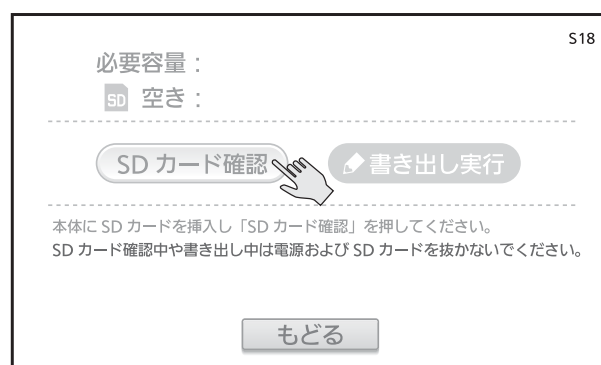 S18
必要容量：
SD 空き：
SD カード確認
書き出し実行
本体に SD カードを挿入し「SD カード確認」を押してください。
SD カード確認中や書き出し中は電源および SD カードを抜かないでください。
もどる